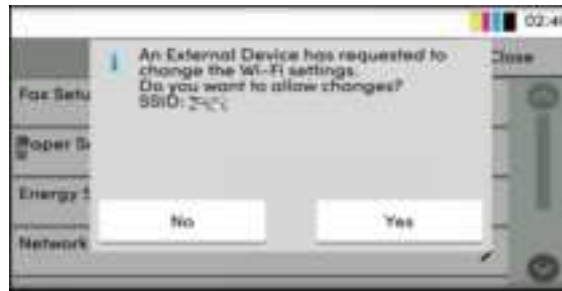 02:4
Close
An External Device has requested to
change the Wi-Fi settings.
Do you want to allow changes?
SSID:
Fax Setu
Paper Se
Energy S
Network
No
Yes